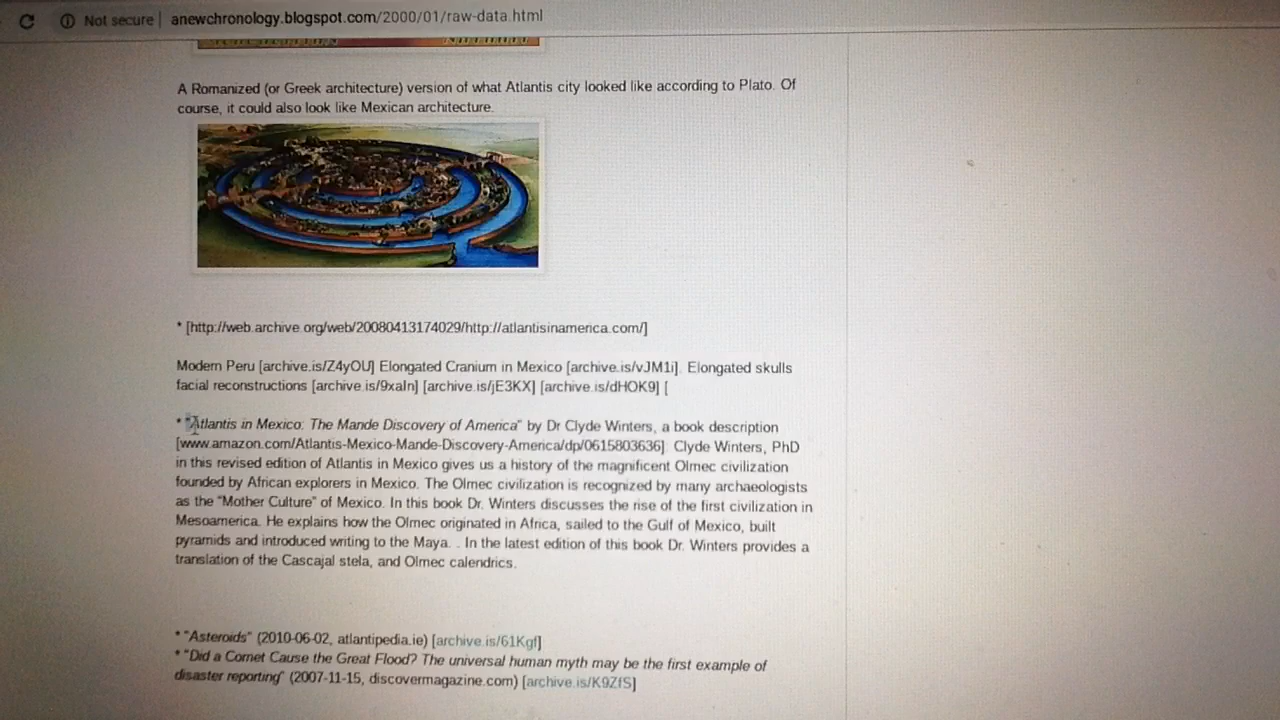 Not secure | anewchronology.blogspot.com/2000/01/raw-data.html
A Romanized (or Greek architecture) version of what Atlantis city looked like according to Plato. Of
course, it could also look like Mexican architecture.
* [http://web.archive.org/web/20080413174029/http://atlantisinamerica.com/]
Modern Peru [archive.is/Z4yOU] Elongated Cranium in Mexico [archive.is/vJM1i]. Elongated skulls
facial reconstructions [archive.is/9xaIn] [archive.is/jE3KX] [archive.is/dHOK9] [
* "Atlantis in Mexico: The Mande Discovery of America" by Dr Clyde Winters, a book description
[www.amazon.com/Atlantis-Mexico-Mande-Discovery-America/dp/0615803636]: Clyde Winters, PhD
in this revised edition of Atlantis in Mexico gives us a history of the magnificent Olmec civilization
founded by African explorers in Mexico. The Olmec civilization is recognized by many archaeologists
as the "Mother Culture" of Mexico. In this book Dr. Winters discusses the rise of the first civilization in
Mesoamerica. He explains how the Olmec originated in Africa, sailed to the Gulf of Mexico, built
pyramids and introduced writing to the Maya. . In the latest edition of this book Dr. Winters provides a
translation of the Cascajal stela, and Olmec calendrics.
* "Asteroids" (2010-06-02, atlantipedia.ie) [archive.is/61Kgf]
* "Did a Comet Cause the Great Flood? The universal human myth may be the first example of
disaster reporting" (2007-11-15, discovermagazine.com) [archive.is/K9ZfS]